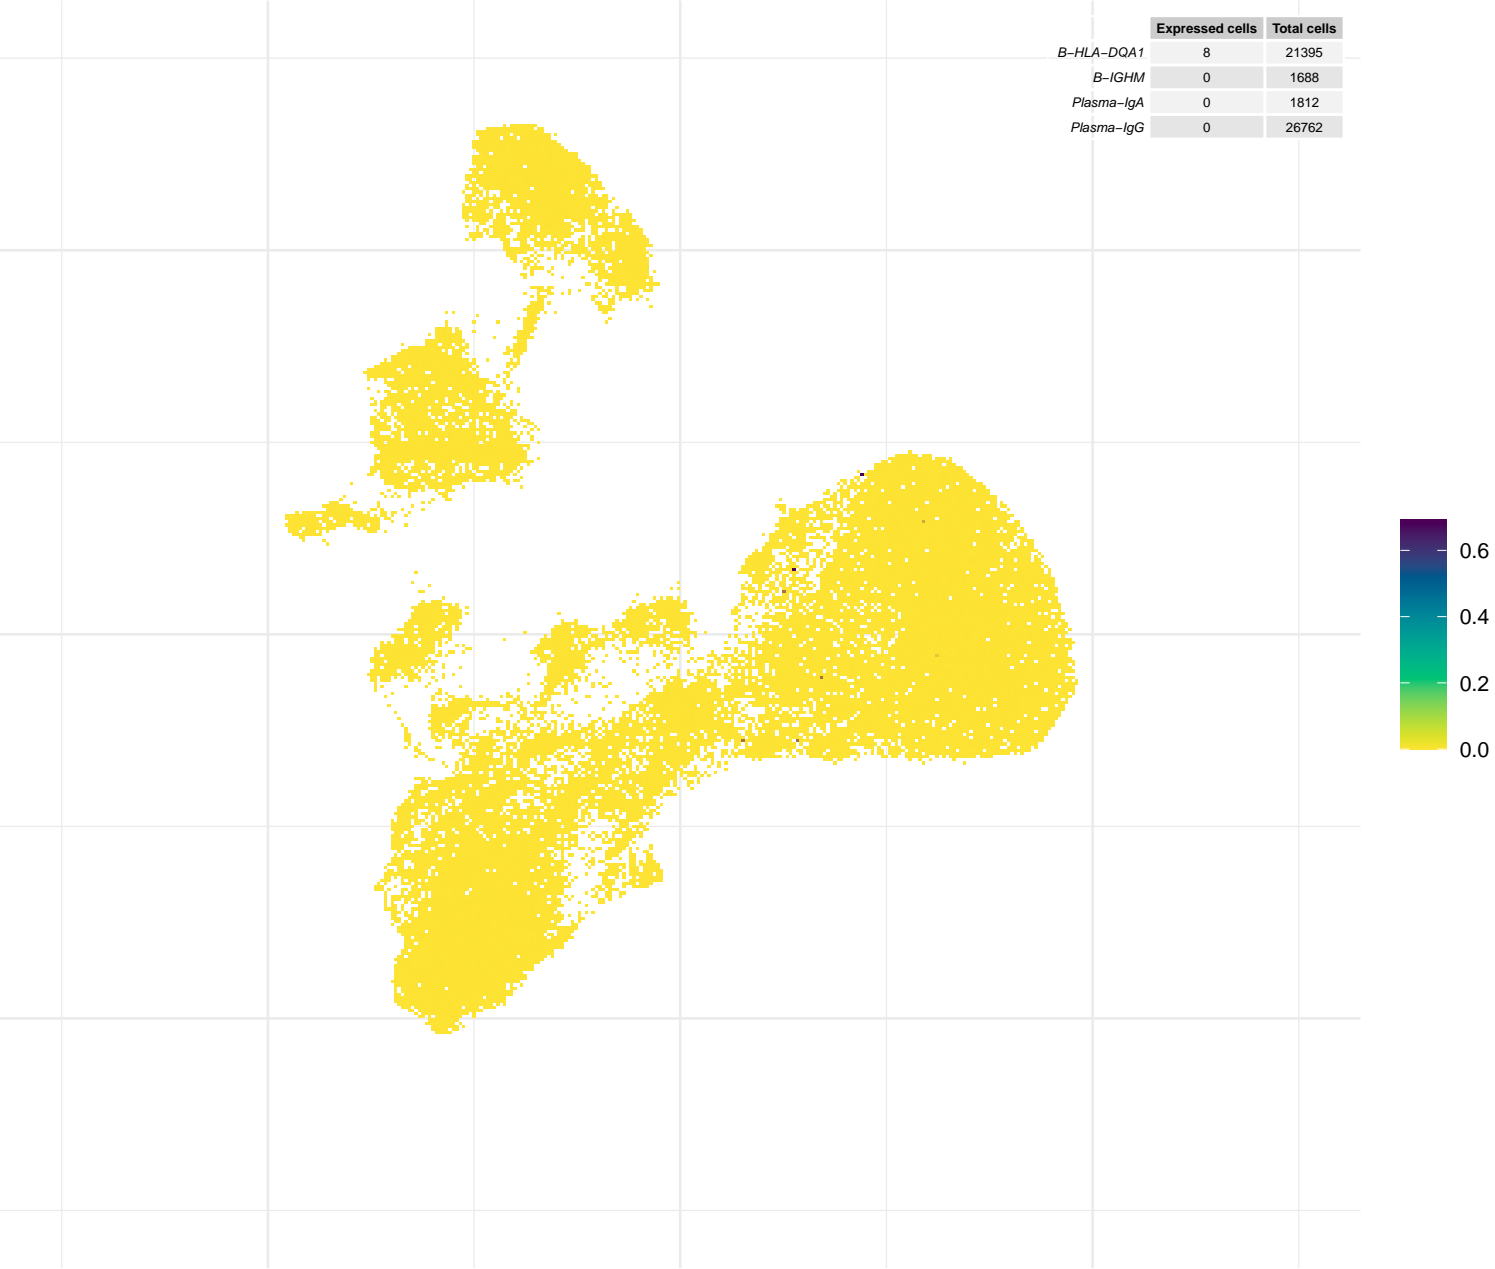 Expressed cells Total cells
B−HLA−DQA1 8 21395
B−IGHM 0 1688
Plasma−IgA 0 1812
Plasma−IgG 0 26762
0.6
0.4
0.2
0.0